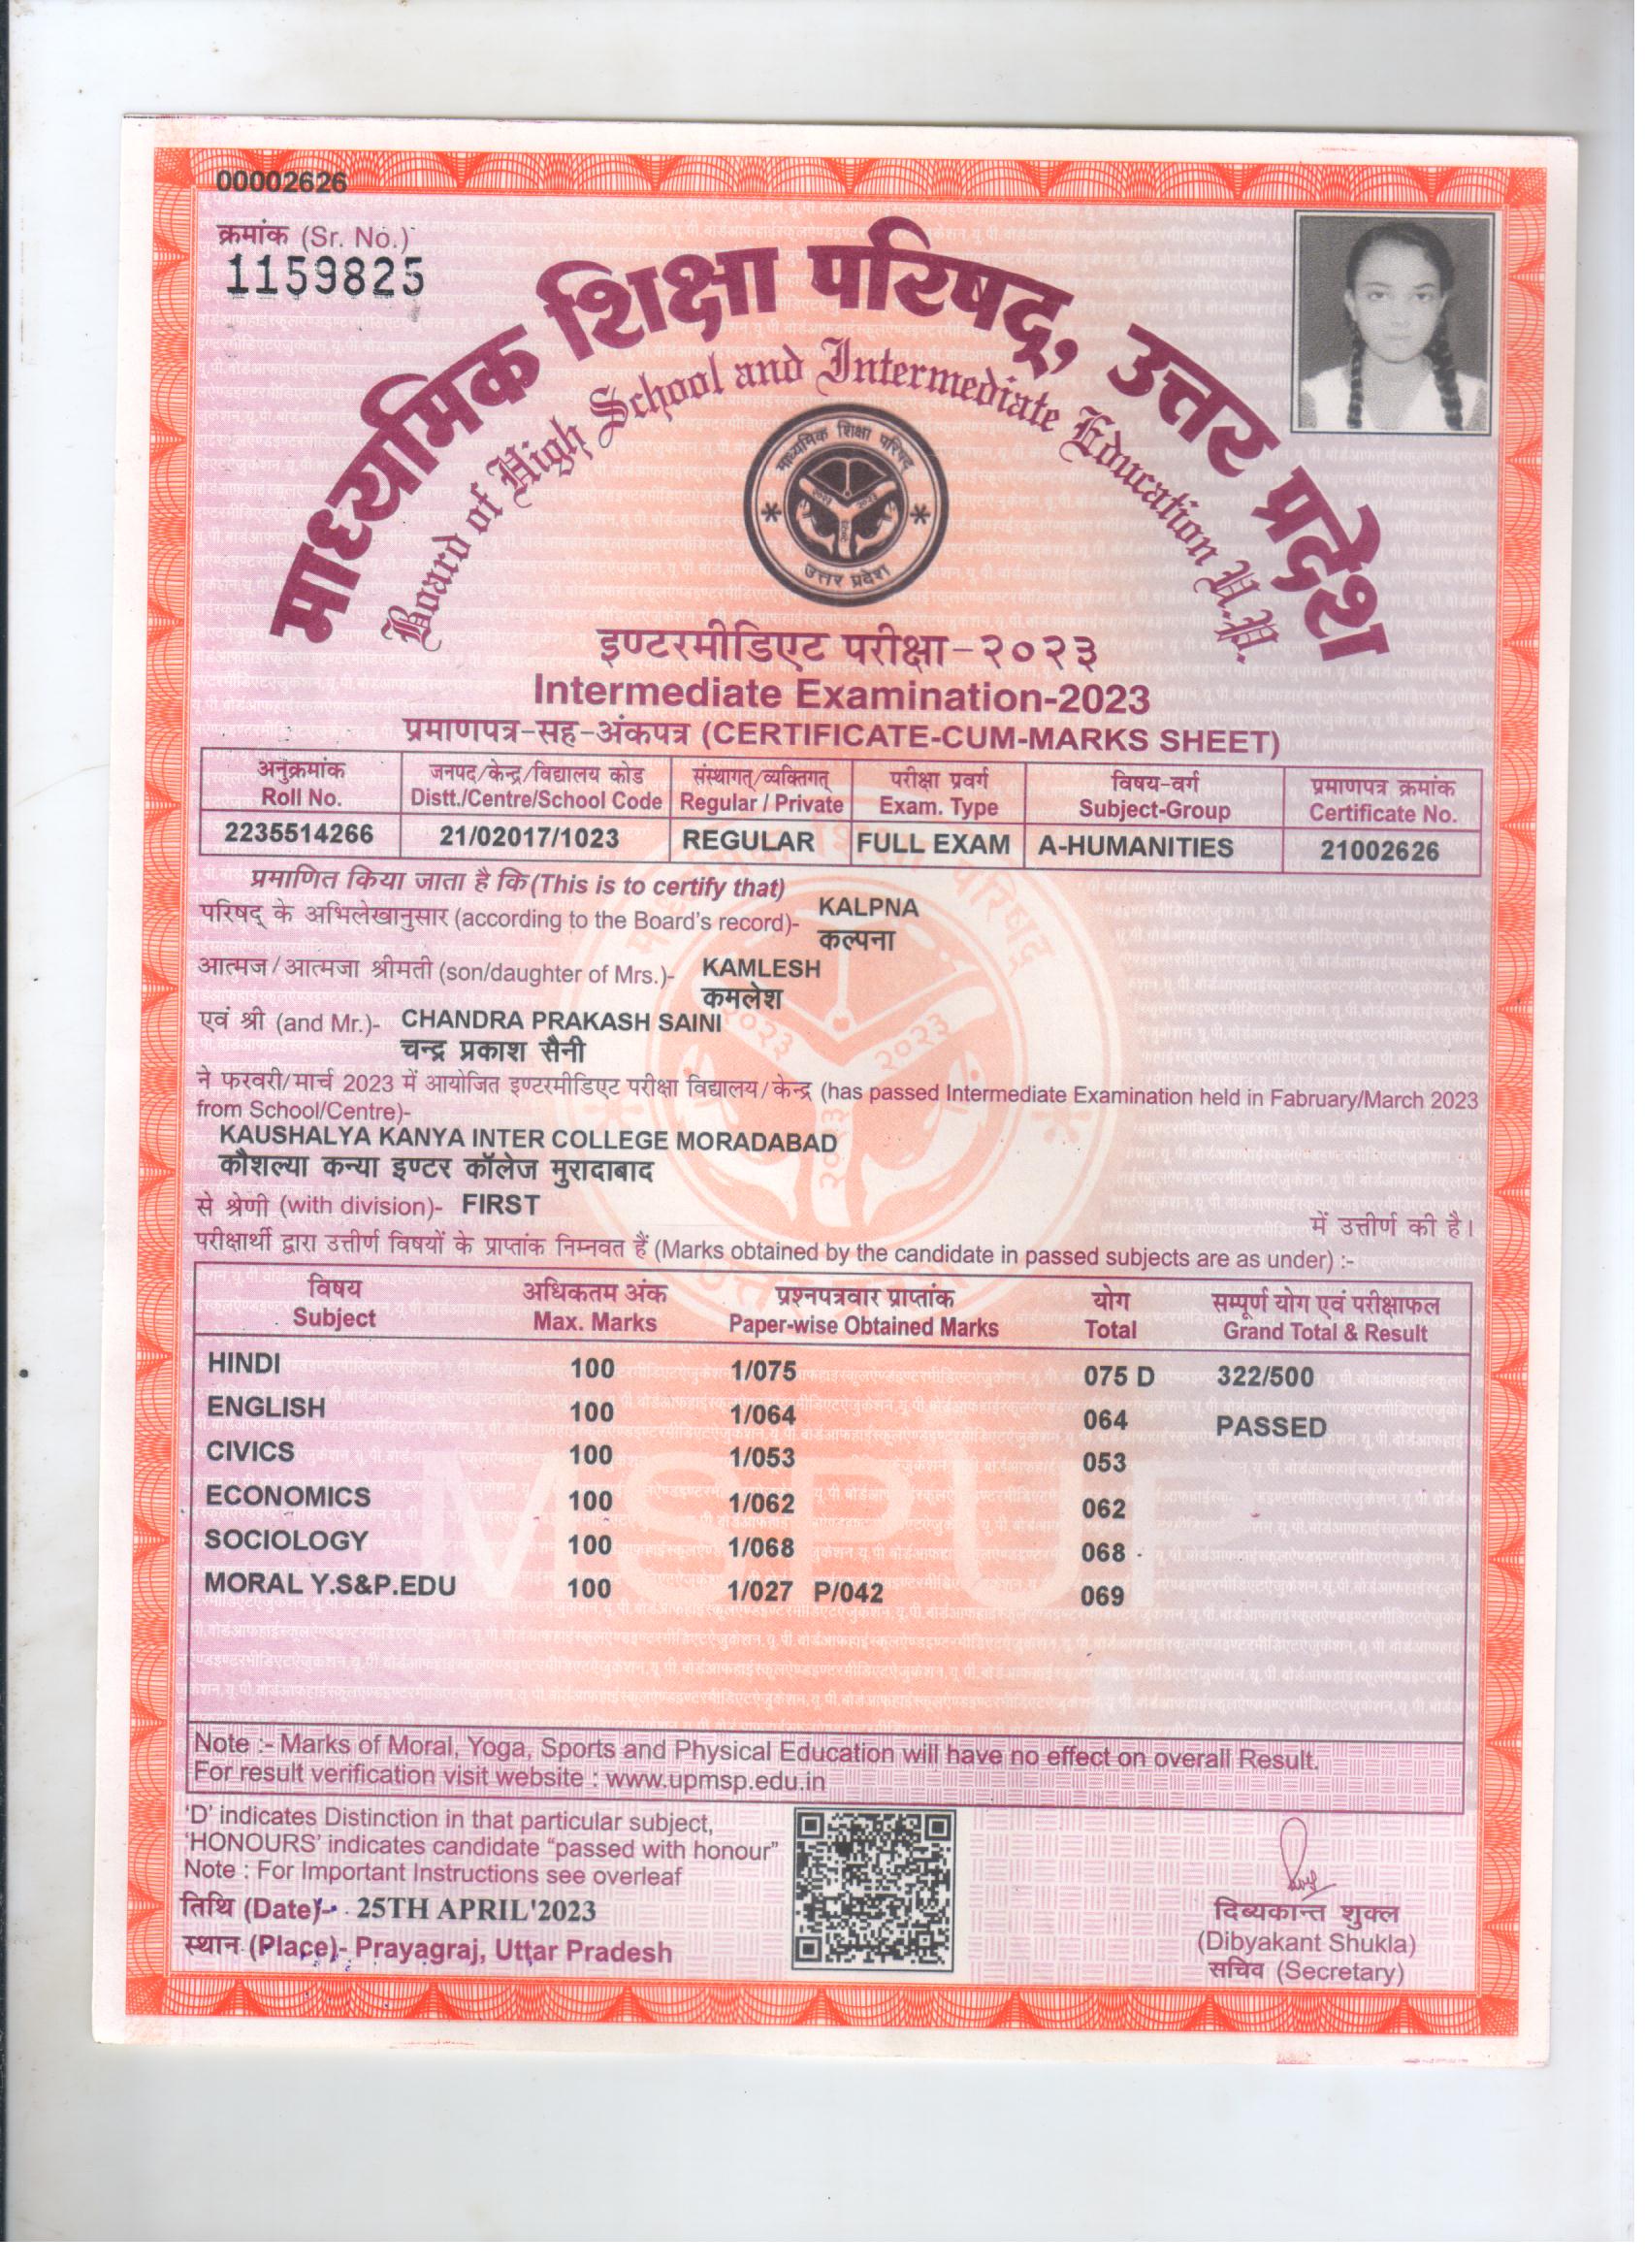 00002626
क्रमांक (Sr. No.)
1159825
माध्यमिक शिक्षा परिषद्, उत्तर प्रदेश
Board of High School and Intermediate Education U.P.
माध्यमिक शिक्षा परिषद्
उत्तर प्रदेश
इण्टरमीडिएट परीक्षा-२०२३
Intermediate Examination-2023
प्रमाणपत्र-सह-अंकपत्र (CERTIFICATE-CUM-MARKS SHEET)
अनुक्रमांक जनपद/केन्द्र/विद्यालय कोड संस्थागत्/व्यक्तिगत् परीक्षा प्रवर्ग विषय-वर्ग प्रमाणपत्र क्रमांक
Roll No. Distt./Centre/School Code Regular / Private Exam. Type Subject-Group Certificate No.
2235514266 21/02017/1023 REGULAR FULL EXAM A-HUMANITIES 21002626
प्रमाणित किया जाता है कि (This is to certify that)
परिषद् के अभिलेखानुसार (according to the Board's record)- KALPNA
कल्पना
आत्मज/आत्मजा श्रीमती (son/daughter of Mrs.)- KAMLESH
कमलेश
एवं श्री (and Mr.)- CHANDRA PRAKASH SAINI
चन्द्र प्रकाश सैनी
ने फरवरी/मार्च 2023 में आयोजित इण्टरमीडिएट परीक्षा विद्यालय/केन्द्र (has passed Intermediate Examination held in Fabruary/March 2023
from School/Centre)-
KAUSHALYA KANYA INTER COLLEGE MORADABAD
कौशल्या कन्या इण्टर कॉलेज मुरादाबाद
से श्रेणी (with division)- FIRST में उत्तीर्ण की है।
परीक्षार्थी द्वारा उत्तीर्ण विषयों के प्राप्तांक निम्नवत हैं (Marks obtained by the candidate in passed subjects are as under) :-
विषय अधिकतम अंक प्रश्नपत्रवार प्राप्तांक योग सम्पूर्ण योग एवं परीक्षाफल
Subject Max. Marks Paper-wise Obtained Marks Total Grand Total & Result
HINDI 100 1/075 075 D 322/500
ENGLISH 100 1/064 064 PASSED
CIVICS 100 1/053 053
ECONOMICS 100 1/062 062
SOCIOLOGY 100 1/068 068
MORAL Y.S&P.EDU 100 1/027 P/042 069
Note :- Marks of Moral, Yoga, Sports and Physical Education will have no effect on overall Result.
For result verification visit website : www.upmsp.edu.in
'D' indicates Distinction in that particular subject,
'HONOURS' indicates candidate "passed with honour"
Note : For Important Instructions see overleaf
तिथि (Date)- 25TH APRIL'2023
स्थान (Place)- Prayagraj, Uttar Pradesh
दिव्यकान्त शुक्ल
(Dibyakant Shukla)
सचिव (Secretary)